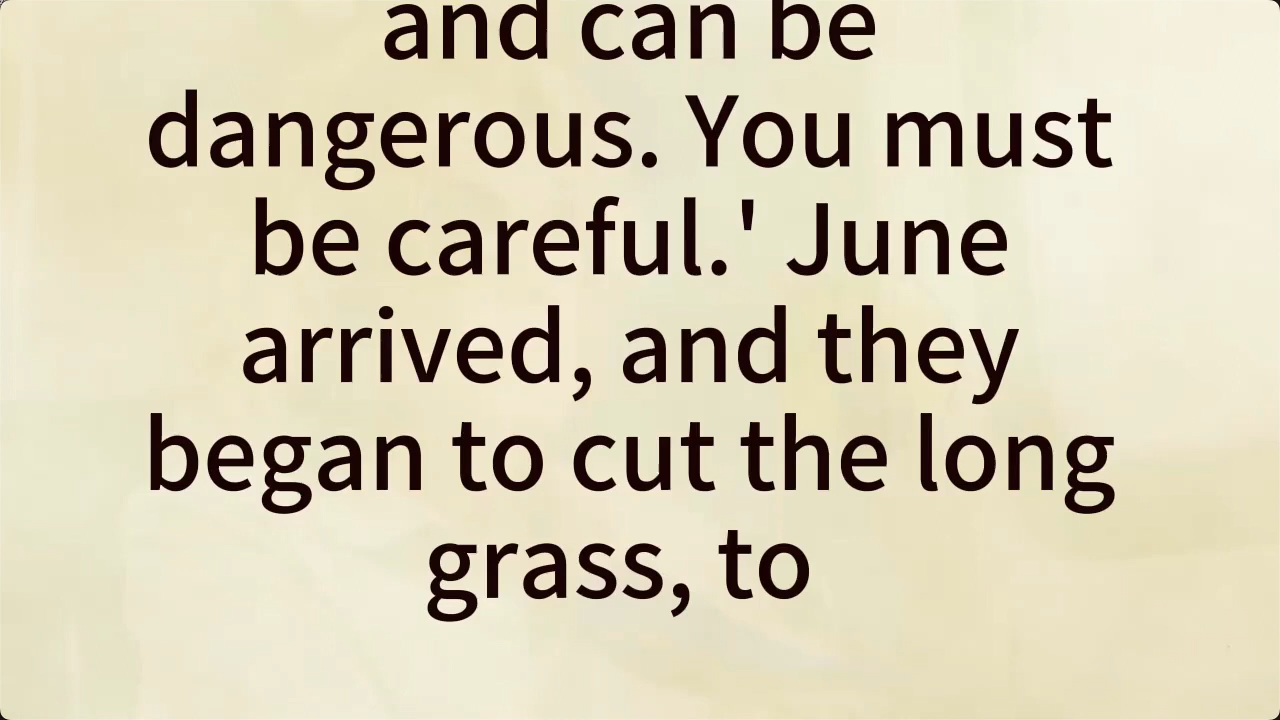 and can be
dangerous. You must
be careful.' June
arrived, and they
began to cut the long
grass, to